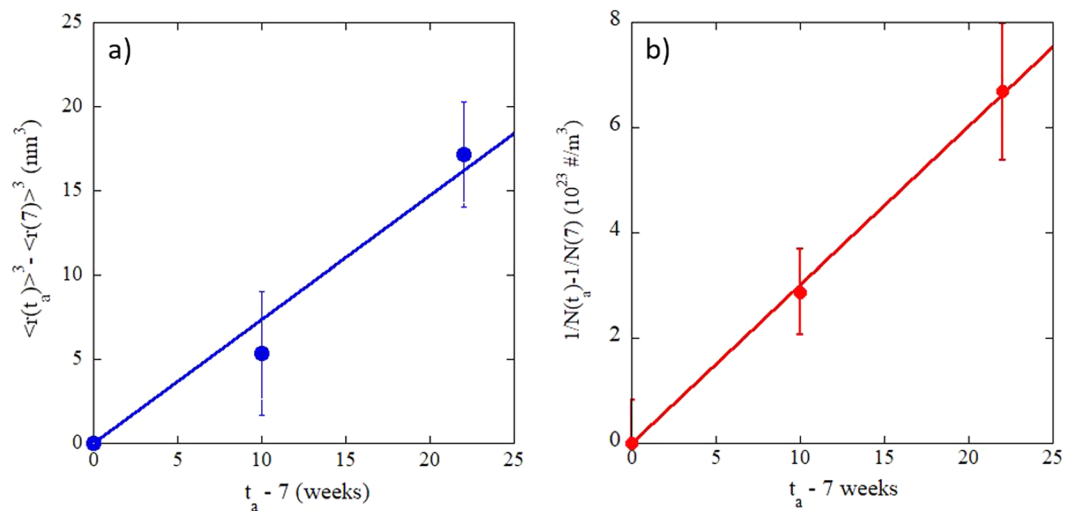 a)
<r(t_a)>^3 - <r(7)>^3 (nm^3)
25
20
15
10
5
0
0 5 10 15 20 25
t_a - 7 (weeks)
b)
1/N(t_a)-1/N(7) (10^23 #/m^3)
8
6
4
2
0
0 5 10 15 20 25
t_a - 7 weeks